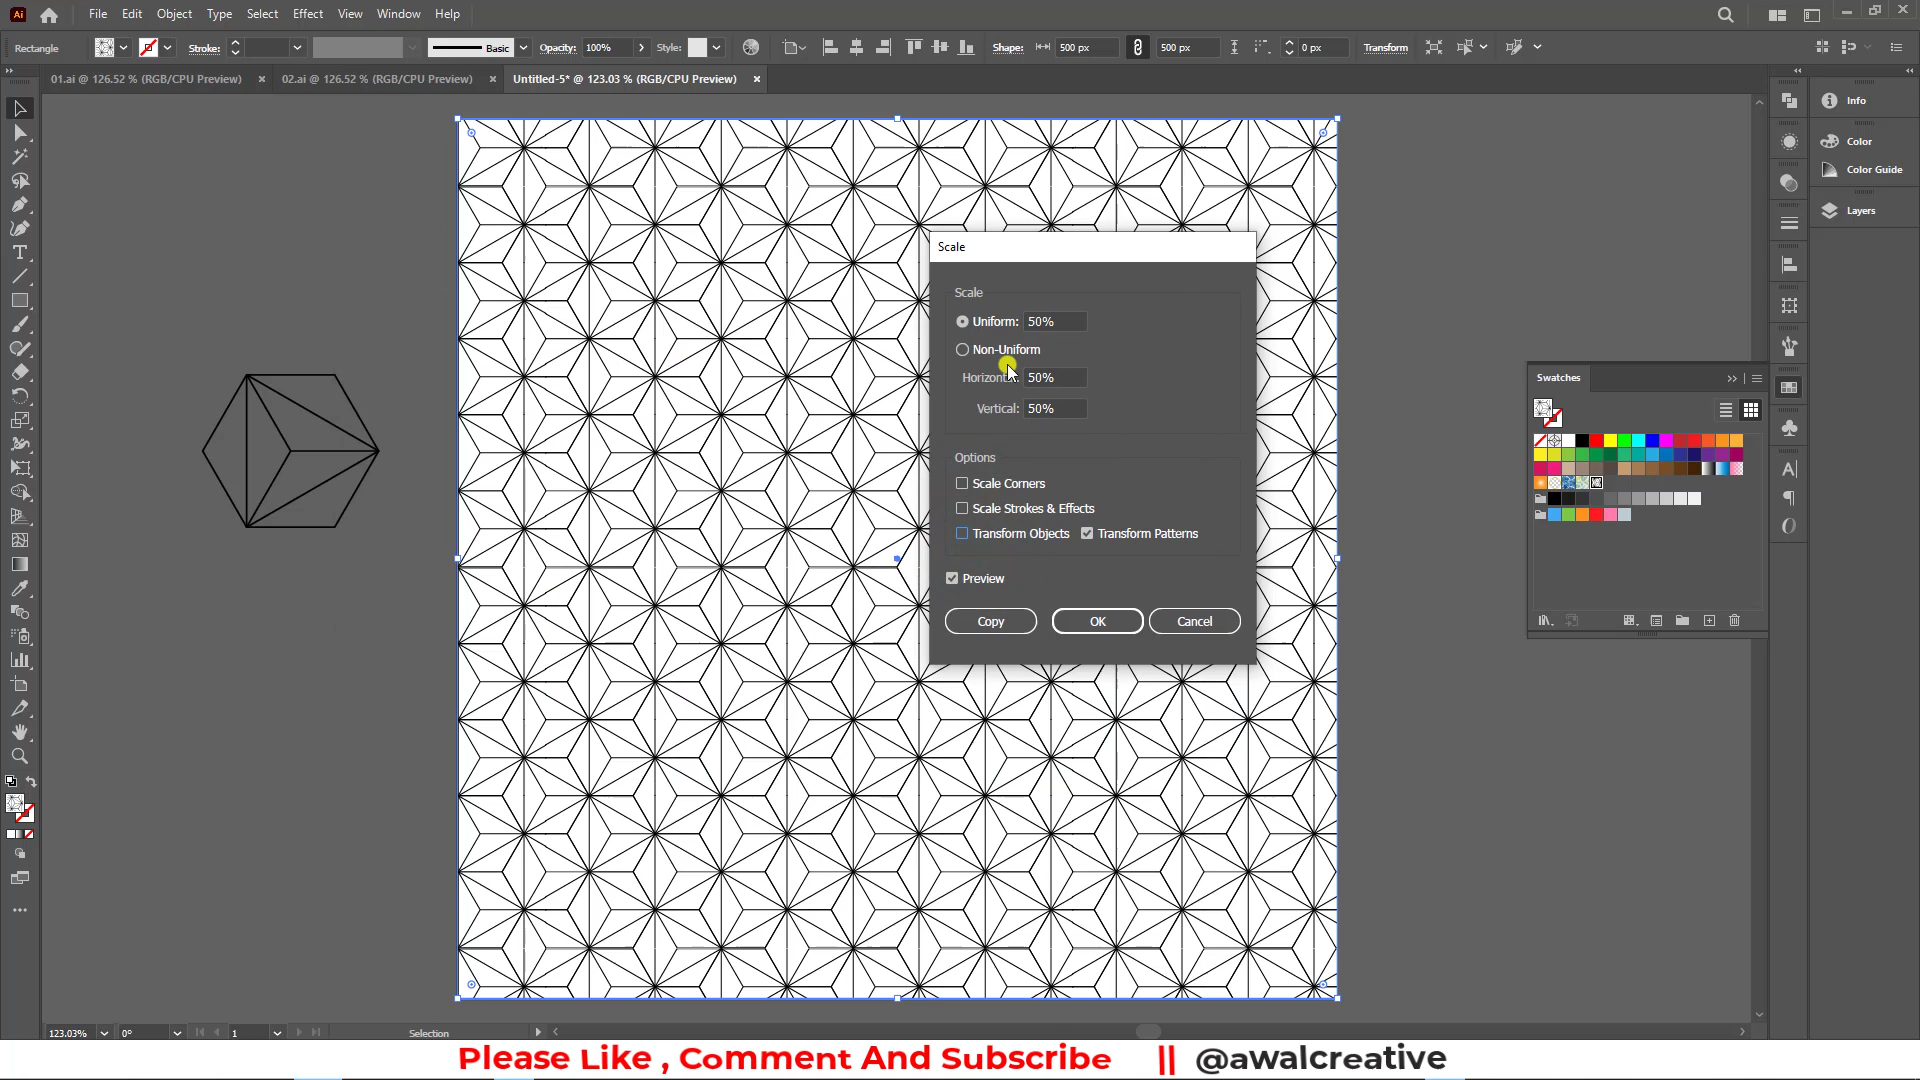 Ai File Edit Object Type Select Effect View Window Help
Rectangle Stroke: Basic Opacity: 100% Style: Shape: 500 px 500 px 0 px Transform
01.ai @ 126.52 % (RGB/CPU Preview) × 02.ai @ 126.52 % (RGB/CPU Preview) × Untitled-5* @ 123.03 % (RGB/CPU Preview) ×
Info
Color
Color Guide
Layers
Scale
Scale
Uniform: 50%
Non-Uniform
Horizont 50%
Vertical: 50%
Options
Scale Corners
Scale Strokes & Effects
Transform Objects Transform Patterns
Preview
Copy OK Cancel
Swatches
123.03% 0° 1 Selection
Please Like , Comment And Subscribe || @awalcreative